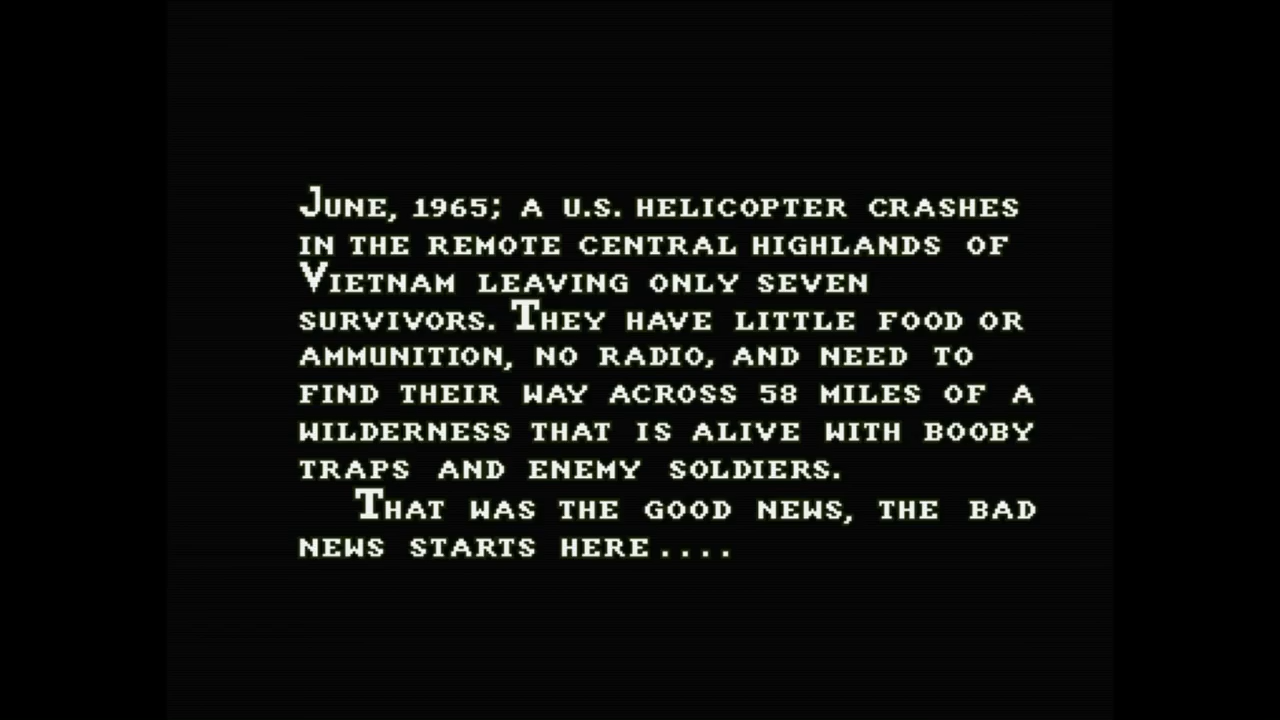 June, 1965; a U.S. helicopter crashes
in the remote central highlands of
Vietnam leaving only seven
survivors. They have little food or
ammunition, no radio, and need to
find their way across 58 miles of a
wilderness that is alive with booby
traps and enemy soldiers.
That was the good news, the bad
news starts here....